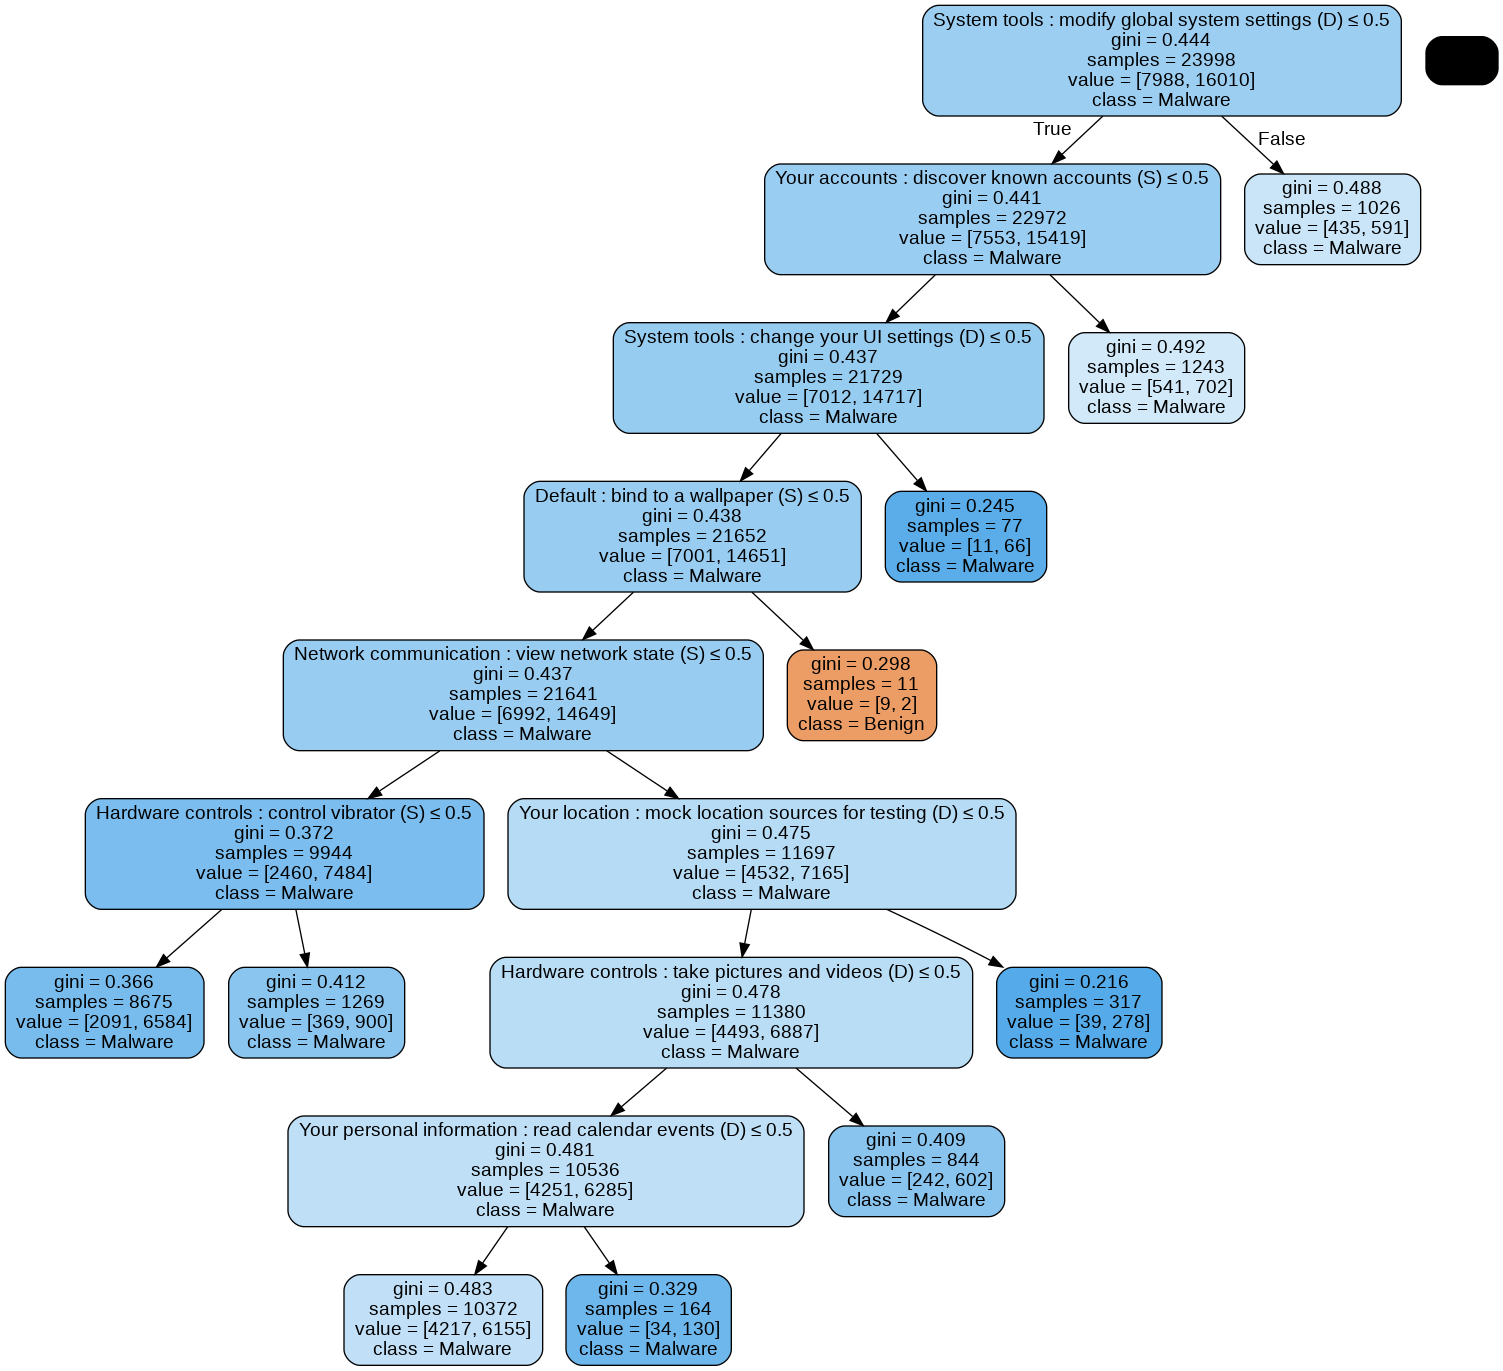 System tools : modify global system settings (D) ≤ 0.5
gini = 0.444
samples = 23998
value = [7988, 16010]
class = Malware
True
False
Your accounts : discover known accounts (S) ≤ 0.5
gini = 0.441
samples = 22972
value = [7553, 15419]
class = Malware
gini = 0.488
samples = 1026
value = [435, 591]
class = Malware
System tools : change your UI settings (D) ≤ 0.5
gini = 0.437
samples = 21729
value = [7012, 14717]
class = Malware
gini = 0.492
samples = 1243
value = [541, 702]
class = Malware
Default : bind to a wallpaper (S) ≤ 0.5
gini = 0.438
samples = 21652
value = [7001, 14651]
class = Malware
gini = 0.245
samples = 77
value = [11, 66]
class = Malware
Network communication : view network state (S) ≤ 0.5
gini = 0.437
samples = 21641
value = [6992, 14649]
class = Malware
gini = 0.298
samples = 11
value = [9, 2]
class = Benign
Hardware controls : control vibrator (S) ≤ 0.5
gini = 0.372
samples = 9944
value = [2460, 7484]
class = Malware
Your location : mock location sources for testing (D) ≤ 0.5
gini = 0.475
samples = 11697
value = [4532, 7165]
class = Malware
gini = 0.366
samples = 8675
value = [2091, 6584]
class = Malware
gini = 0.412
samples = 1269
value = [369, 900]
class = Malware
Hardware controls : take pictures and videos (D) ≤ 0.5
gini = 0.478
samples = 11380
value = [4493, 6887]
class = Malware
gini = 0.216
samples = 317
value = [39, 278]
class = Malware
Your personal information : read calendar events (D) ≤ 0.5
gini = 0.481
samples = 10536
value = [4251, 6285]
class = Malware
gini = 0.409
samples = 844
value = [242, 602]
class = Malware
gini = 0.483
samples = 10372
value = [4217, 6155]
class = Malware
gini = 0.329
samples = 164
value = [34, 130]
class = Malware